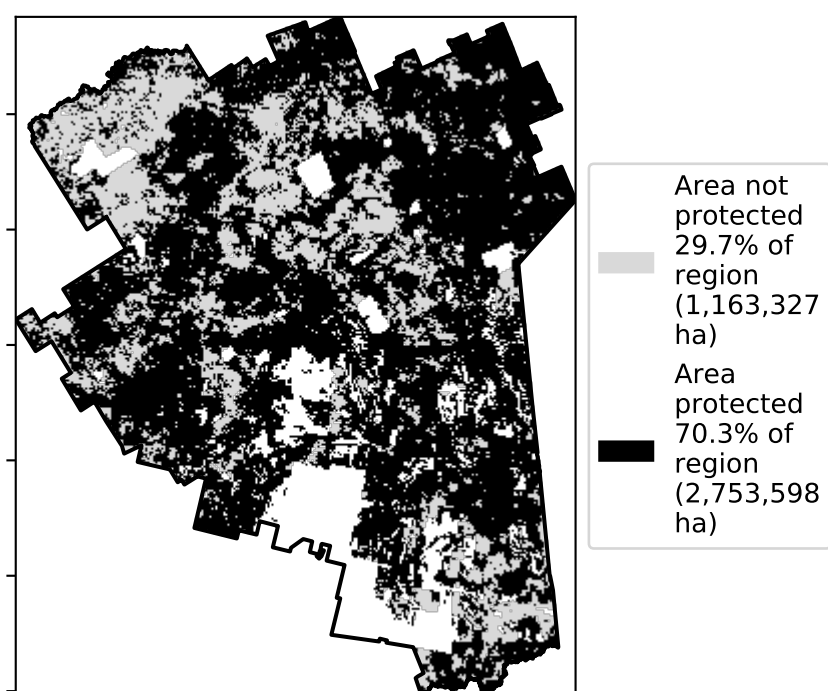 Area not
protected
29.7% of
region
(1,163,327
ha)
Area
protected
70.3% of
region
(2,753,598
ha)